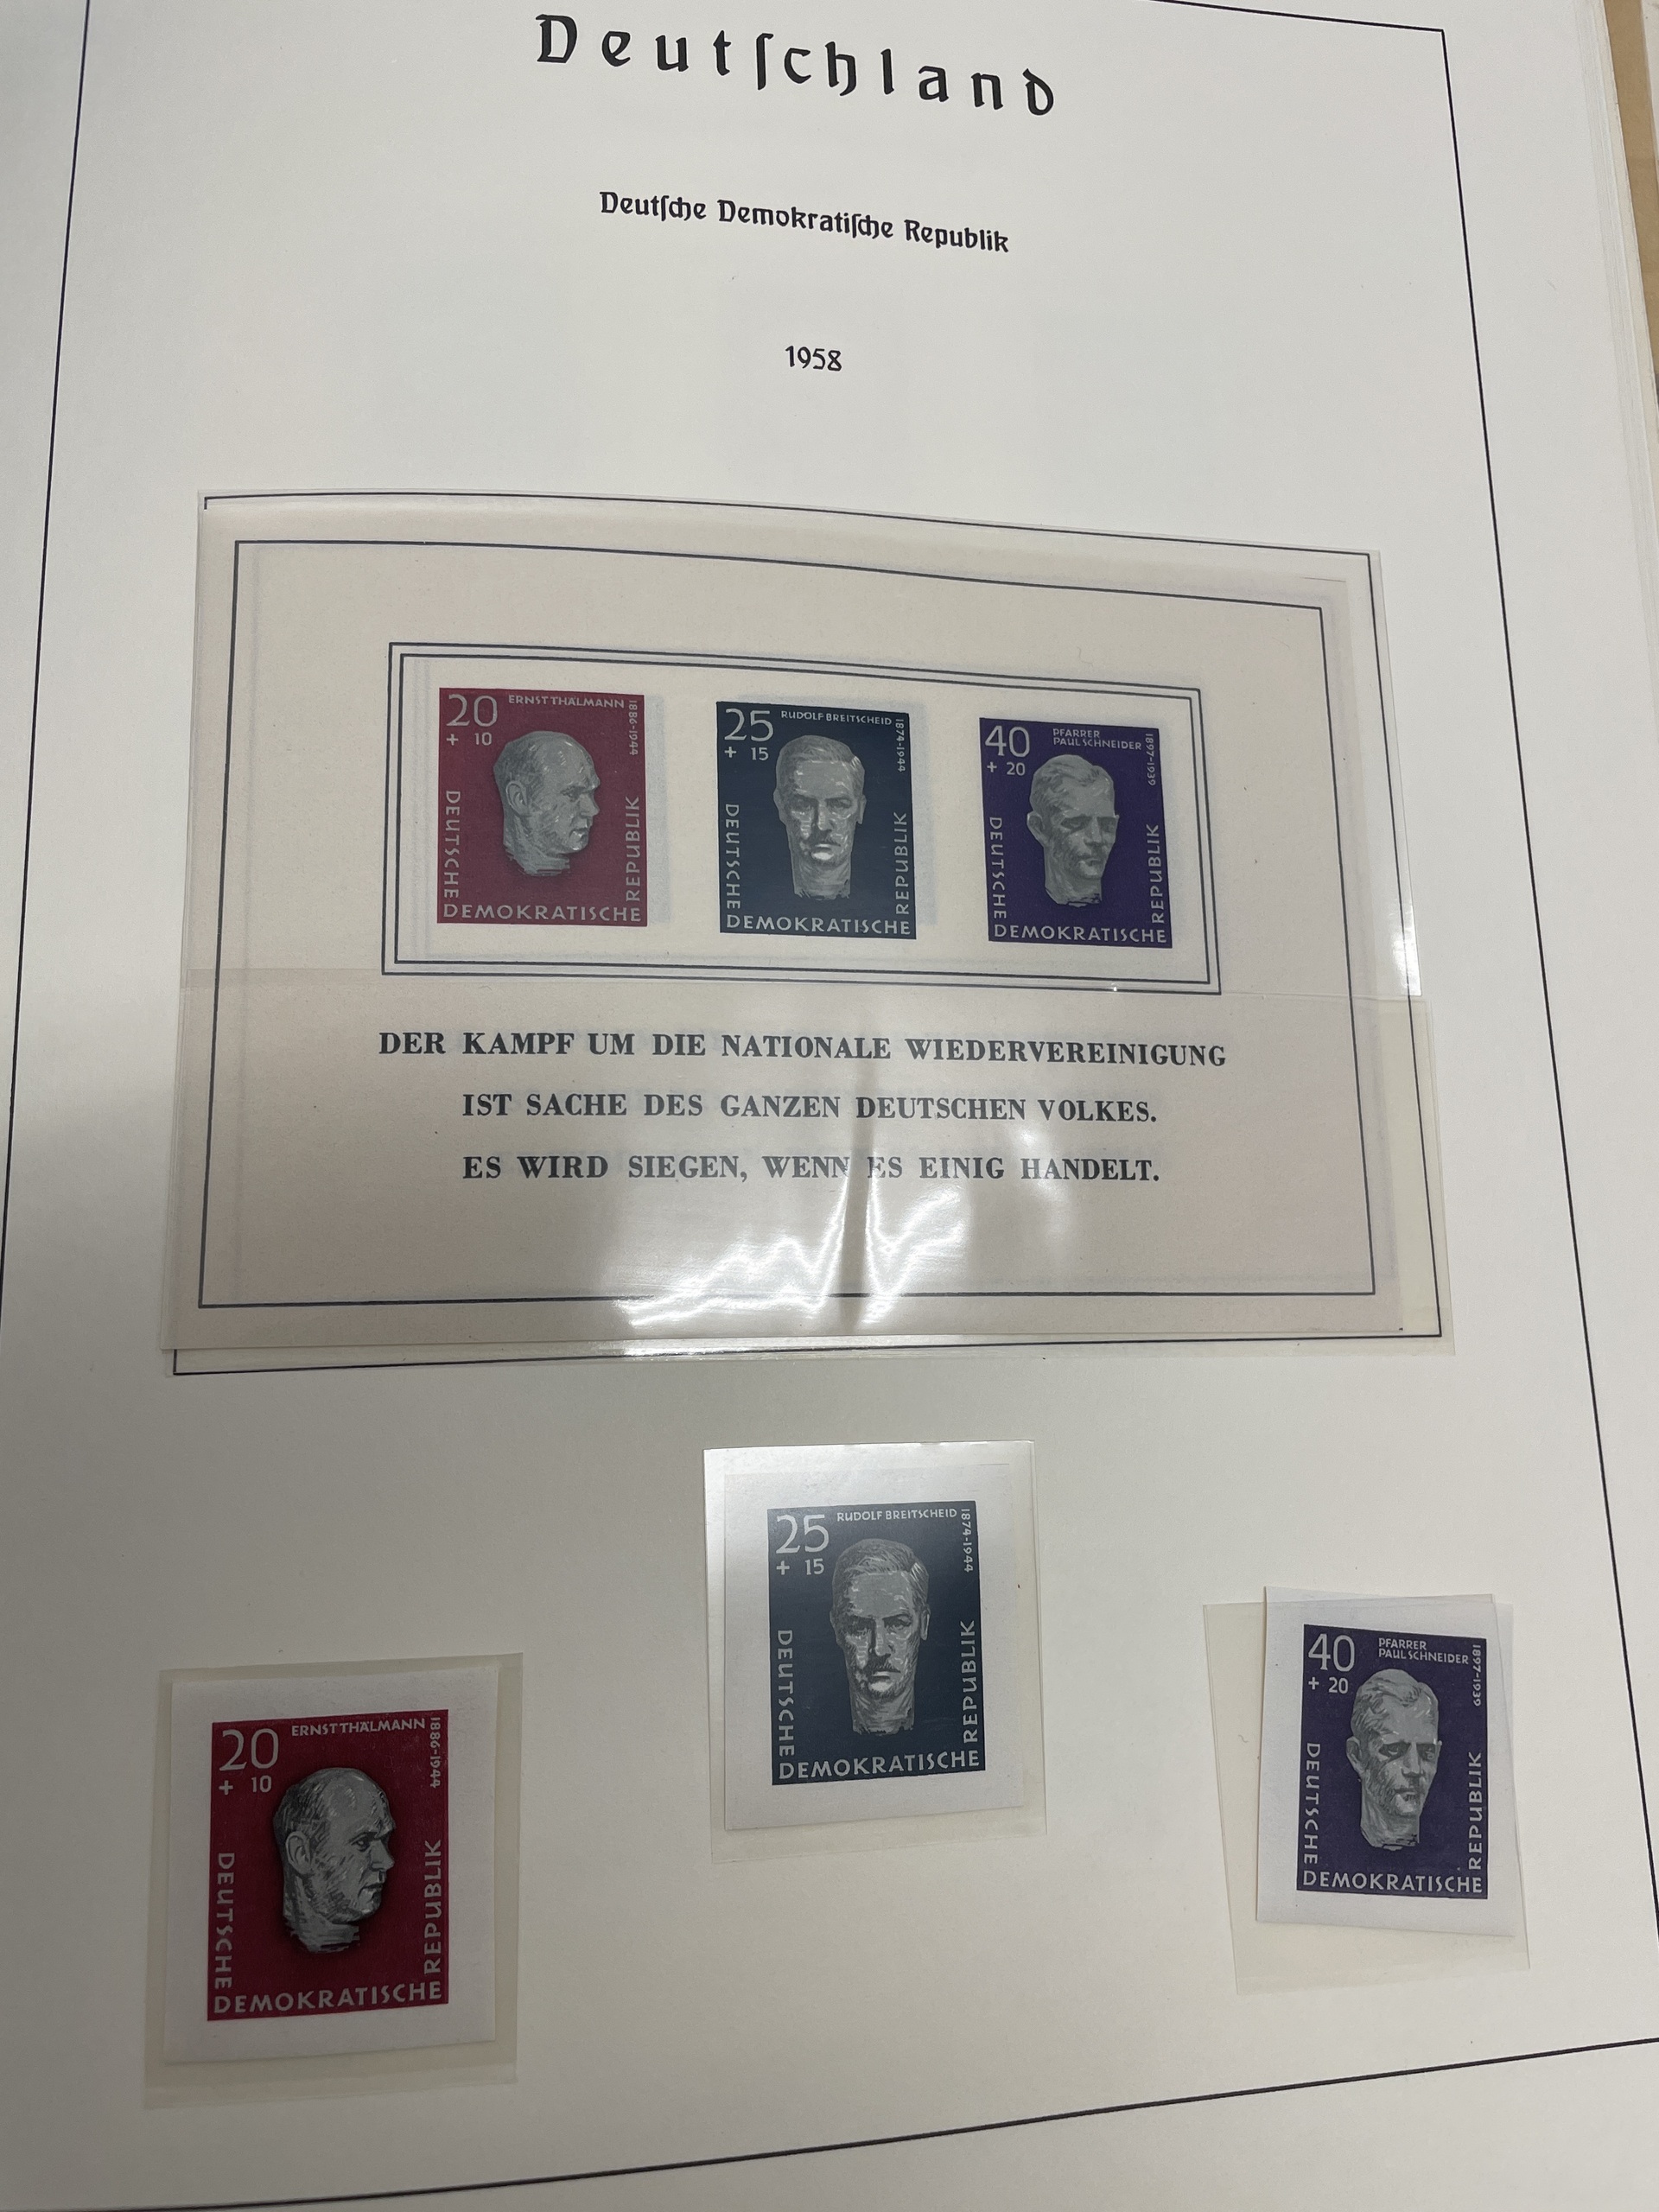 Deutſchland
Deutſche Demokratiſche Republik
1958
20 ERNST THÄLMANN 1886-1944
+ 10
DEUTSCHE
DEMOKRATISCHE
REPUBLIK
25 RUDOLF BREITSCHEID 1874-1944
+ 15
DEUTSCHE
DEMOKRATISCHE
REPUBLIK
40 PFARRER
PAUL SCHNEIDER 1897-1939
+ 20
DEUTSCHE
DEMOKRATISCHE
REPUBLIK
DER KAMPF UM DIE NATIONALE WIEDERVEREINIGUNG
IST SACHE DES GANZEN DEUTSCHEN VOLKES.
ES WIRD SIEGEN, WENN ES EINIG HANDELT.
25 RUDOLF BREITSCHEID 1874-1944
+ 15
DEUTSCHE
DEMOKRATISCHE
REPUBLIK
20 ERNST THÄLMANN 1886-1944
+ 10
DEUTSCHE
DEMOKRATISCHE
REPUBLIK
40 PFARRER
PAUL SCHNEIDER 1897-1939
+ 20
DEUTSCHE
DEMOKRATISCHE
REPUBLIK